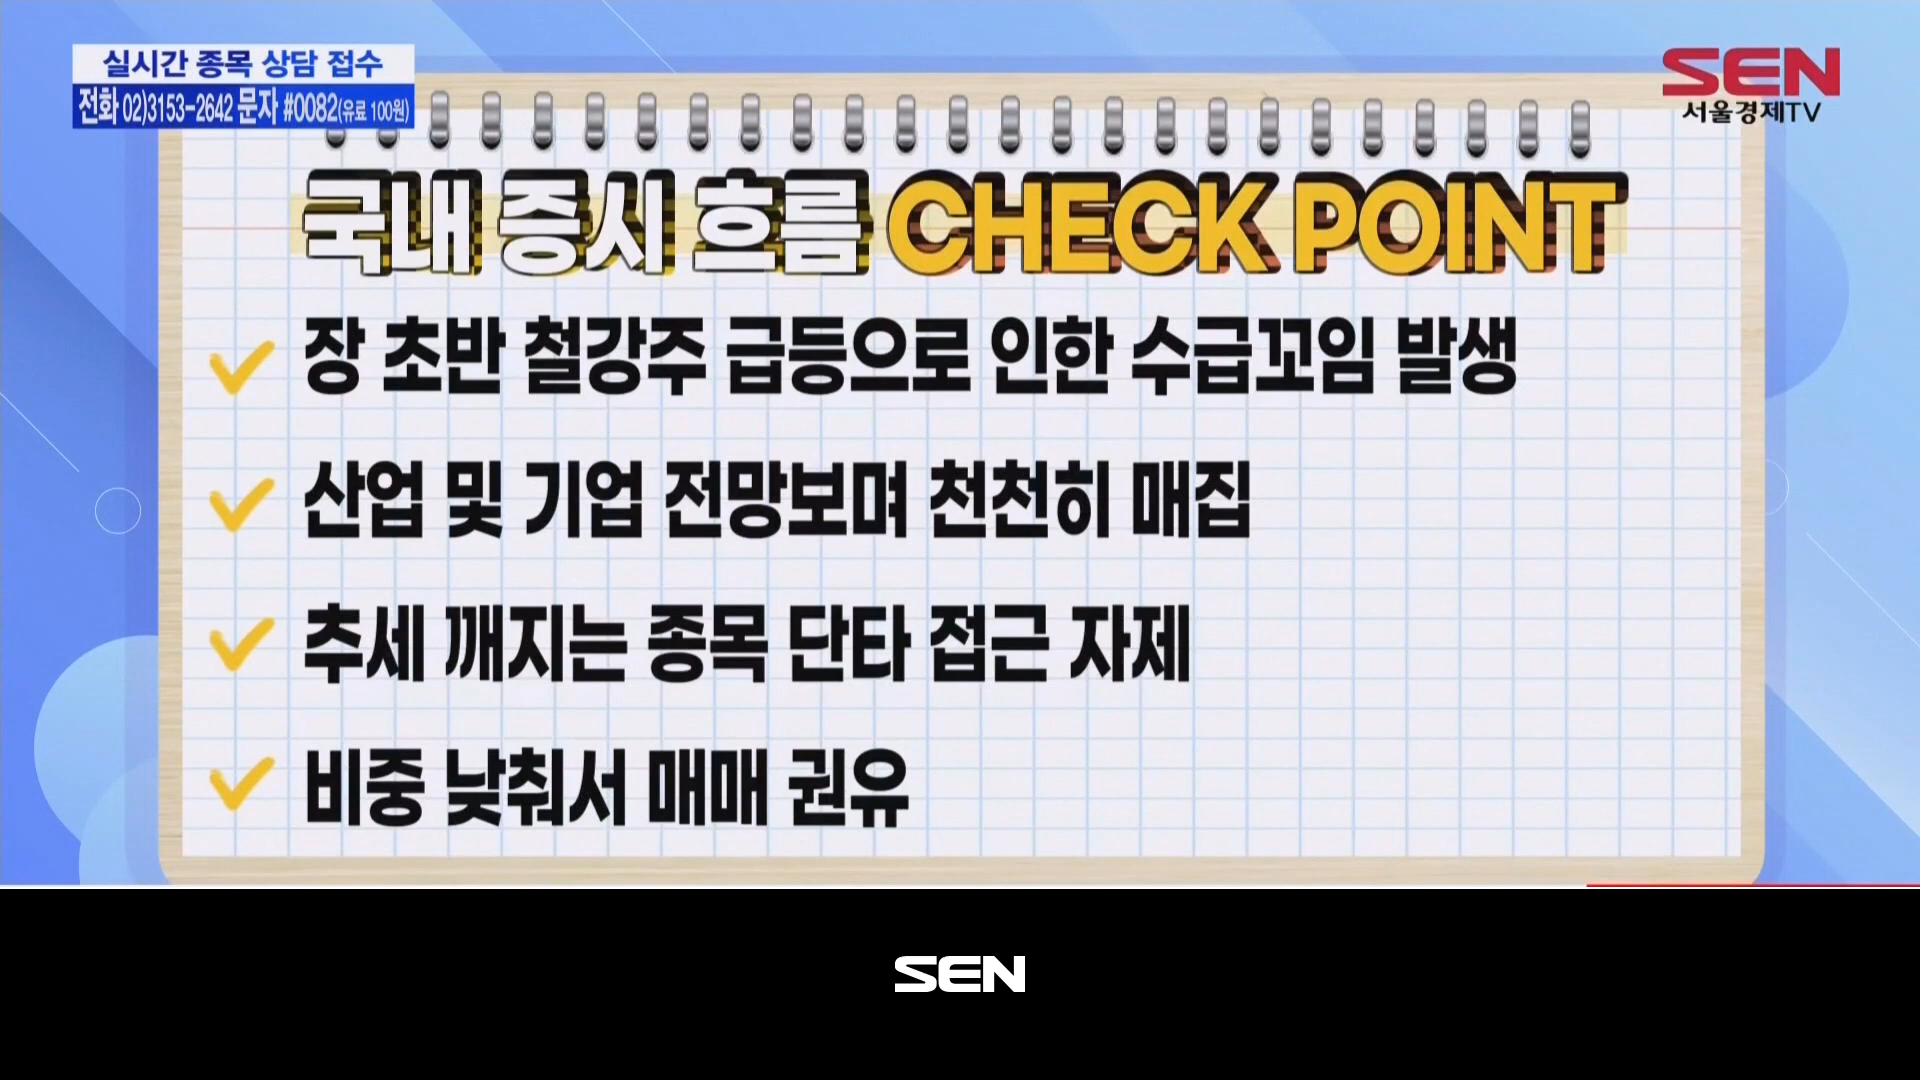 실시간 종목 상담 접수
전화 02)3153-2642 문자 #0082(유료 100원)
SEN
서울경제TV
국내 증시 흐름 CHECK POINT
장 초반 철강주 급등으로 인한 수급꼬임 발생
산업 및 기업 전망보며 천천히 매집
추세 깨지는 종목 단타 접근 자제
비중 낮춰서 매매 권유
SEN